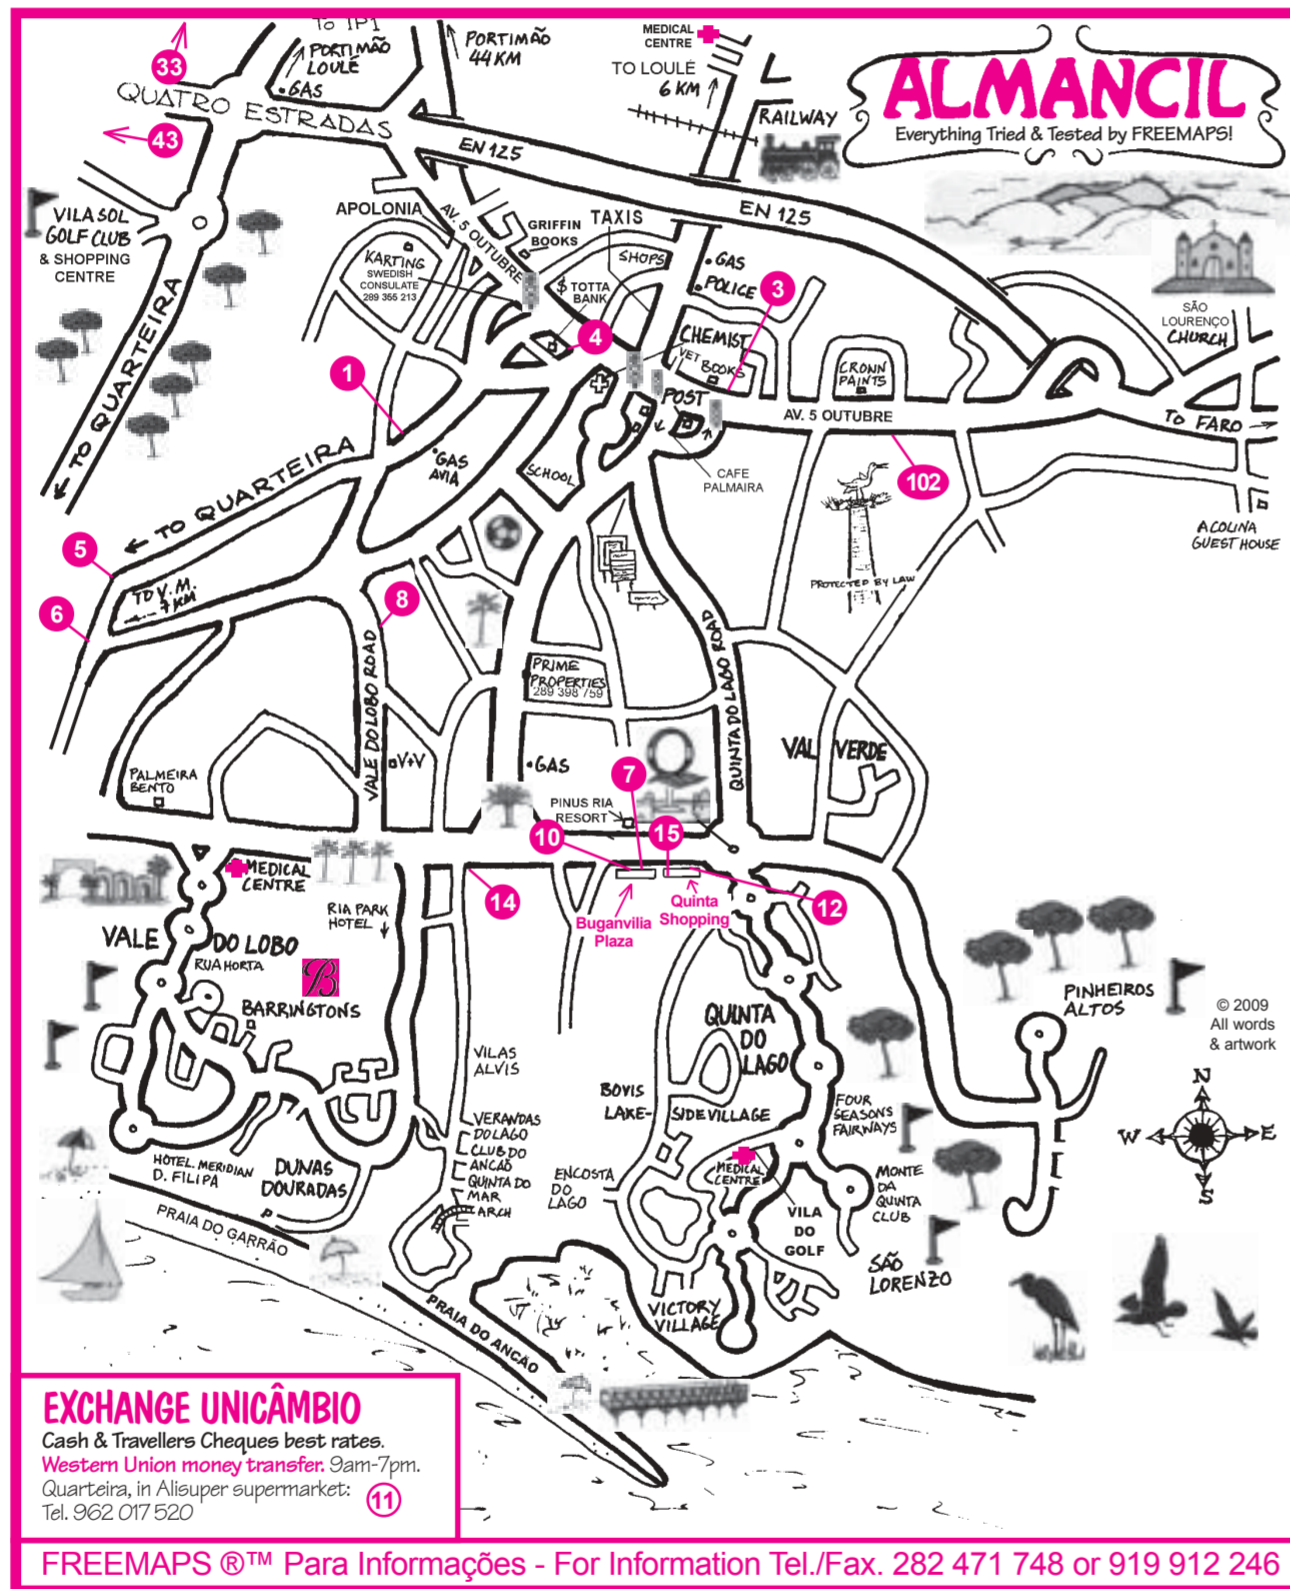 ALMANCIL
Everything Tried & Tested by FREEMAPS!
TO IP1
PORTIMÃO
LOULÉ
GAS
PORTIMÃO
44 KM
MEDICAL
CENTRE
TO LOULÉ
6 KM
RAILWAY
33
QUATRO ESTRADAS
43
EN 125
EN 125
VILA SOL
GOLF CLUB
& SHOPPING
CENTRE
APOLONIA
AV. 5 OUTUBRE
GRIFFIN
BOOKS
TAXIS
SHOPS
GAS
POLICE
3
KARTING
SWEDISH
CONSULATE
289 355 213
$ TOTTA
BANK
4
CHEMIST
VET
BOOKS
CRONN
PAINTS
SÃO
LOURENÇO
CHURCH
1
POST
AV. 5 OUTUBRE
TO FARO
TO QUARTEIRA
TO QUARTEIRA
GAS
AVIA
SCHOOL
CAFE
PALMAIRA
102
A COLINA
GUEST HOUSE
5
TO V.M.
7 KM
6
8
PROTECTED BY LAW
VALE DO LOBO ROAD
QUINTA DO LAGO ROAD
PRIME
PROPERTIES
289 398 759
VAL VERDE
V+V
GAS
7
PALMEIRA
BENTO
PINUS RIA
RESORT
10
15
MEDICAL
CENTRE
14
12
Buganvilia
Plaza
Quinta
Shopping
RIA PARK
HOTEL
VALE DO LOBO
RUA HORTA
B
BARRINGTONS
PINHEIROS
ALTOS
© 2009
All words
& artwork
QUINTA
DO
LAGO
VILAS
ALVIS
BOVIS
LAKE-SIDE VILLAGE
FOUR
SEASONS
FAIRWAYS
N
W E
S
VERANDAS
DO LAGO
CLUB DO
ANCÃO
QUINTA DO
MAR
ARCH
HOTEL. MERIDIAN
D. FILIPA
DUNAS
DOURADAS
P
ENCOSTA
DO
LAGO
MEDICAL
CENTRE
MONTE
DA
QUINTA
CLUB
VILA
DO
GOLF
PRAIA DO GARRÃO
SÃO
LORENZO
VICTORY
VILLAGE
PRAIA DO ANCÃO
EXCHANGE UNICÂMBIO
Cash & Travellers Cheques best rates.
Western Union money transfer. 9am-7pm.
Quarteira, in Alisuper supermarket:
Tel. 962 017 520
11
FREEMAPS ®™ Para Informações - For Information Tel./Fax. 282 471 748 or 919 912 246